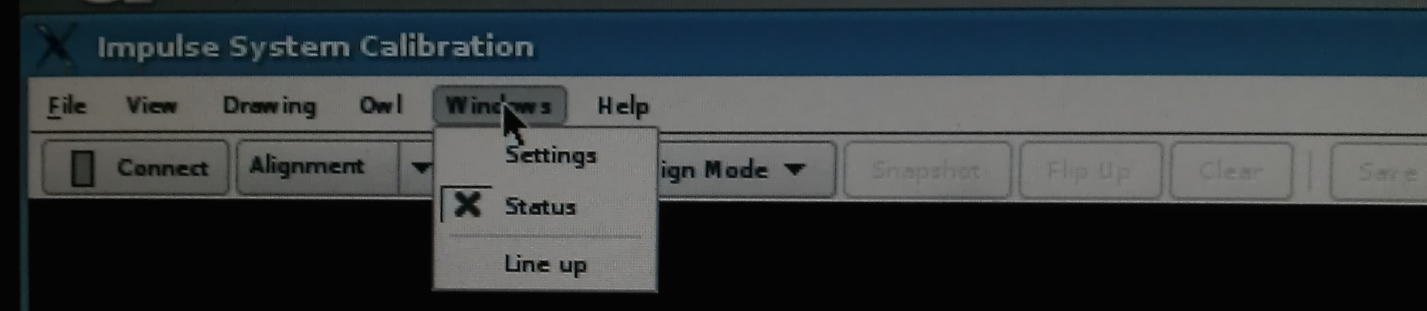 Impulse System Calibration
File View Drawing Owl Windows Help
Connect Alignment ign Mode Snapshot Flip Up Clear Save
Settings
Status
Line up